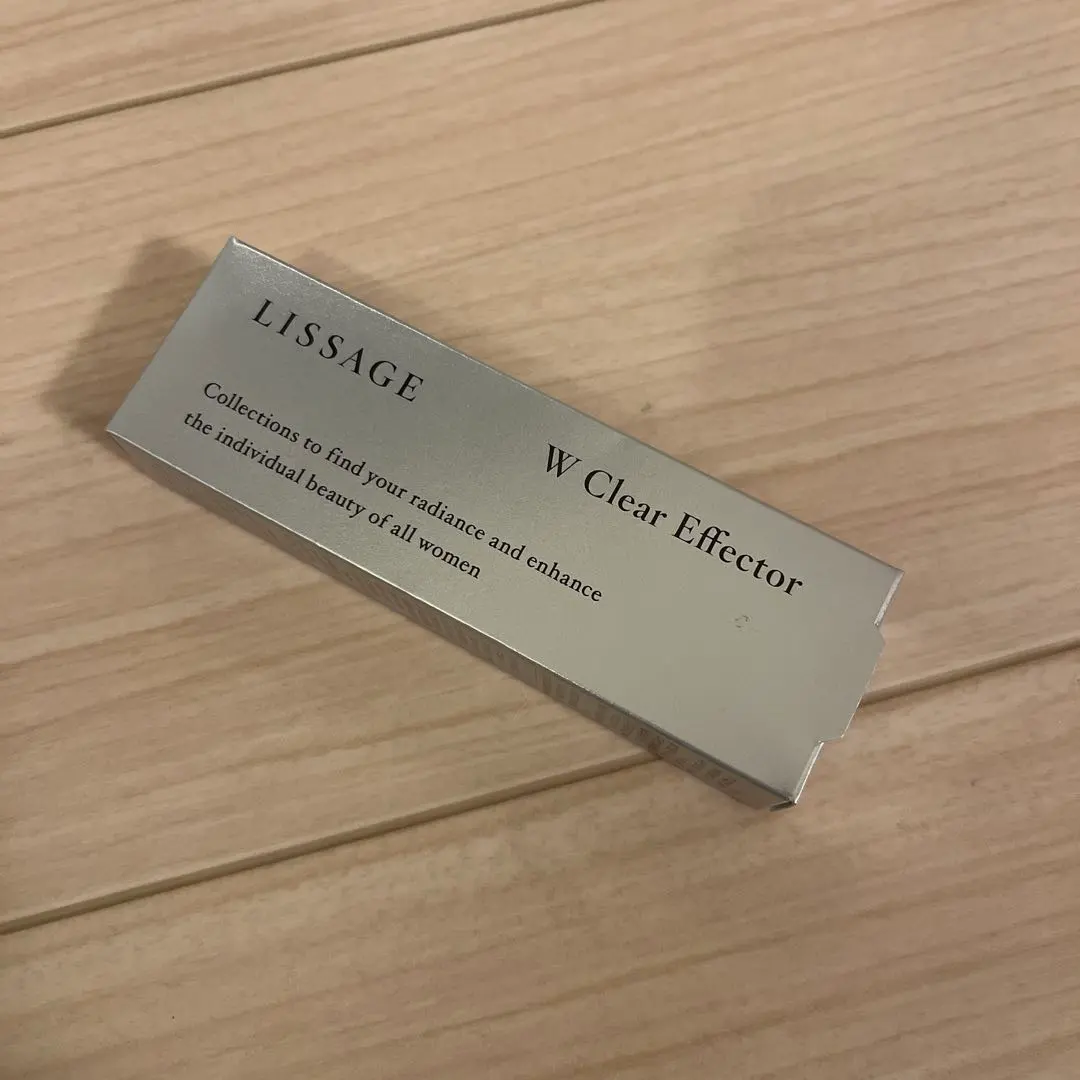 LISSAGE
Collections to find your radiance and enhance
the individual beauty of all women
W Clear Effector